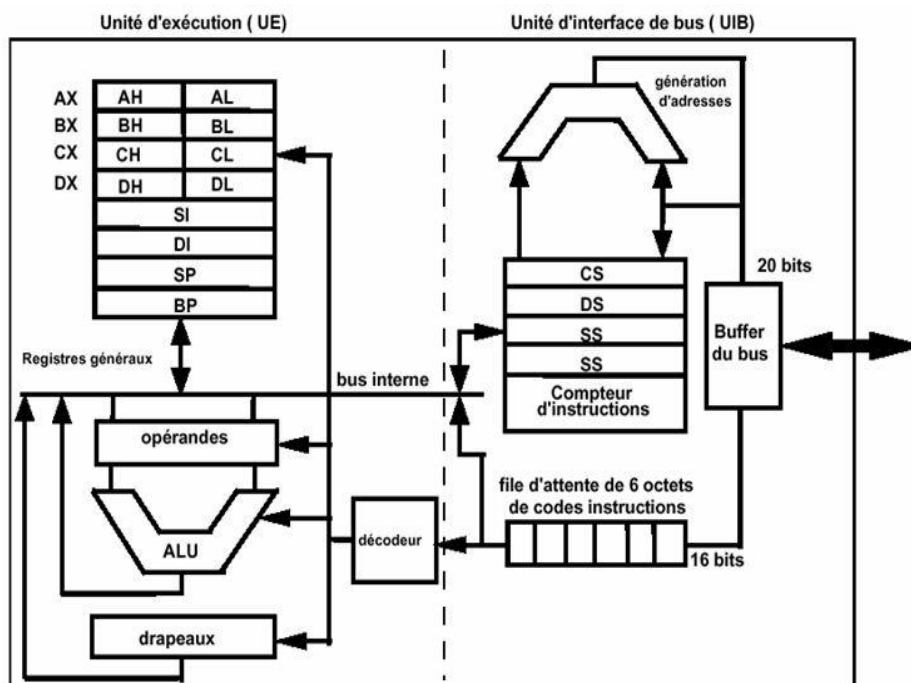 Unité d'exécution ( UE)
Unité d'interface de bus ( UIB)
AX
AH
AL
BX
BH
BL
CX
CH
CL
DX
DH
DL
SI
DI
SP
BP
Registres généraux
bus interne
opérandes
ALU
drapeaux
décodeur
génération
d'adresses
CS
DS
SS
SS
Compteur
d'instructions
20 bits
Buffer
du bus
file d'attente de 6 octets
de codes instructions
16 bits